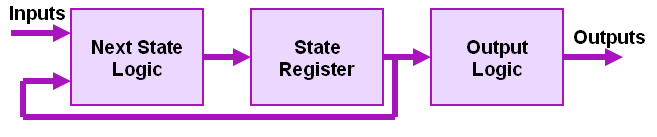 Inputs
Next State
Logic
State
Register
Output
Logic
Outputs